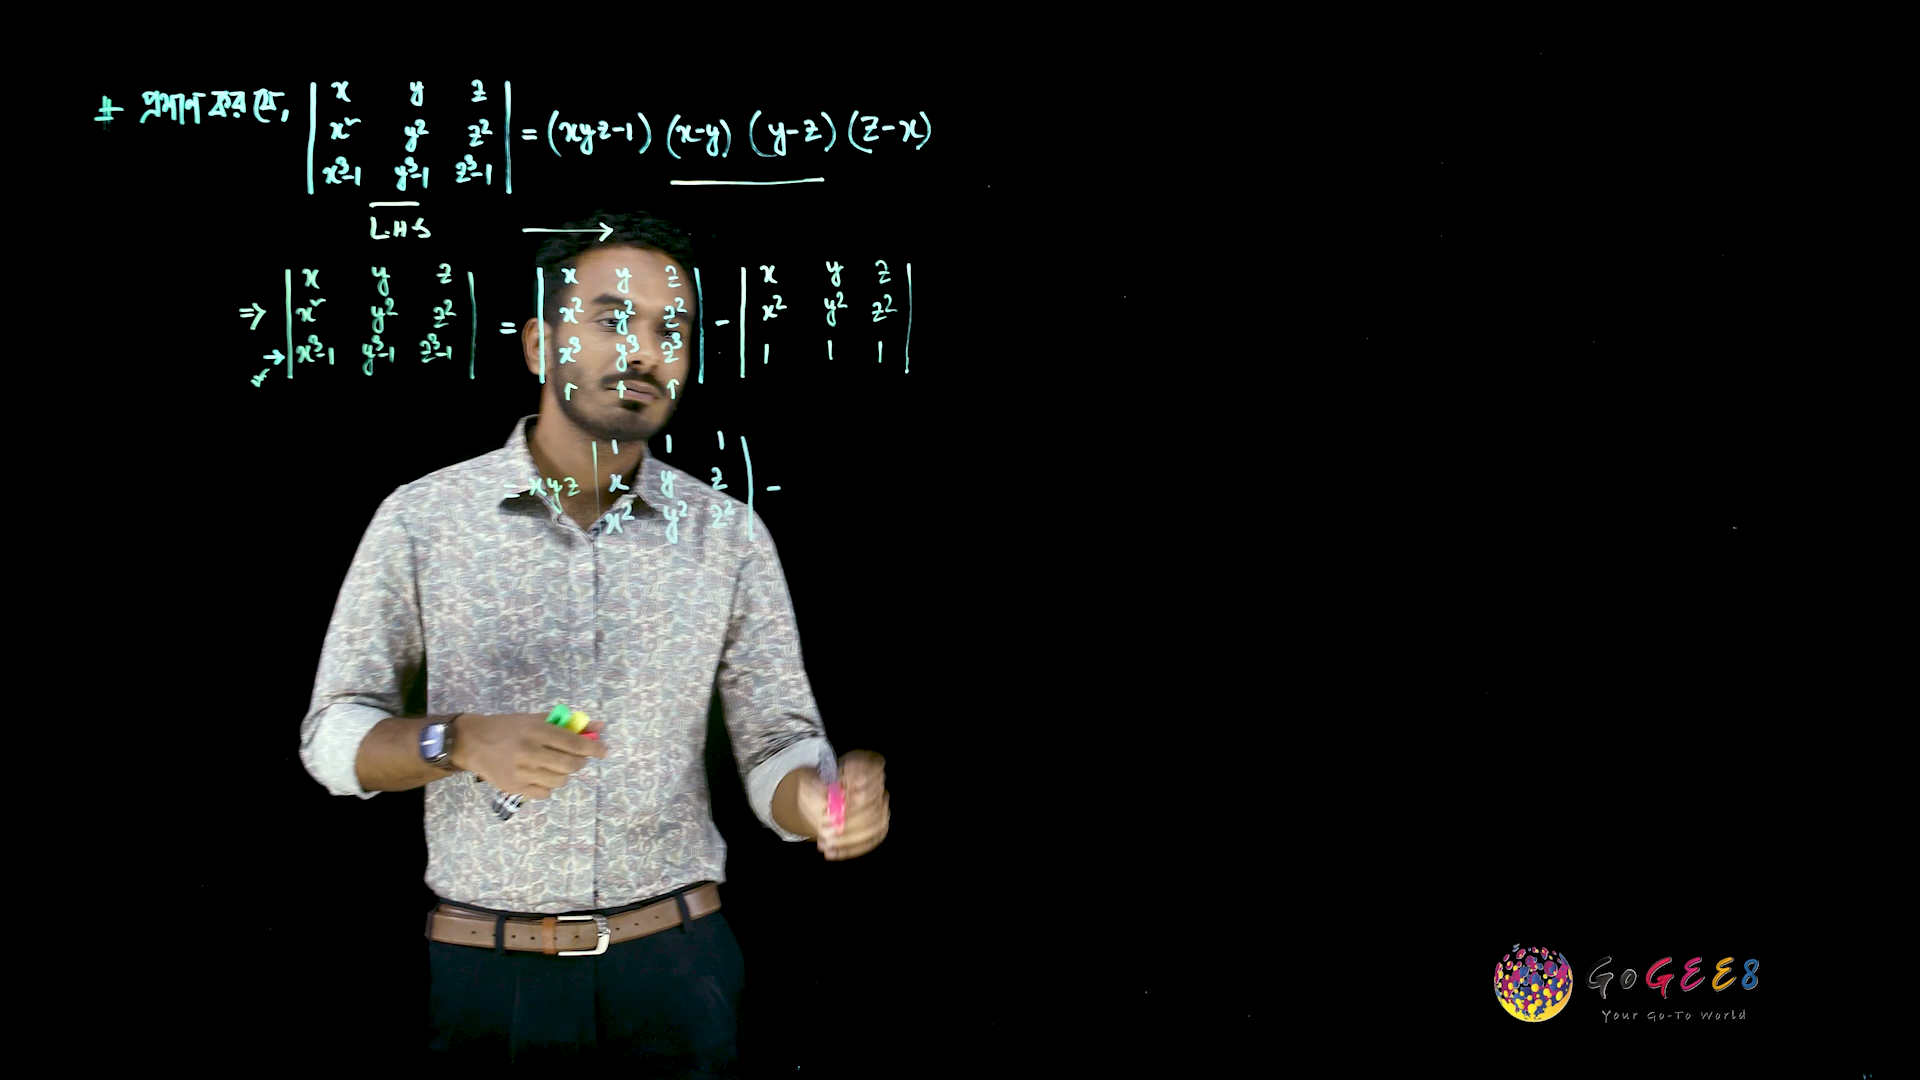 # প্রমাণ কর যে, | x y z |
| x² y² z² | = (xyz-1) (x-y) (y-z) (z-x)
| x³-1 y³-1 z³-1 |
L.H.S →
| x y z | | x y z | | x y z |
⇒ | x² y² z² | = | x² y² z² | - | x² y² z² |
→ | x³-1 y³-1 z³-1 | | x³ y³ z³ | | 1 1 1 |
↑ ↑ ↑
| 1 1 1 |
= xyz | x y z | -
| x² y² z² |
GoGEE8
Your Go-To World